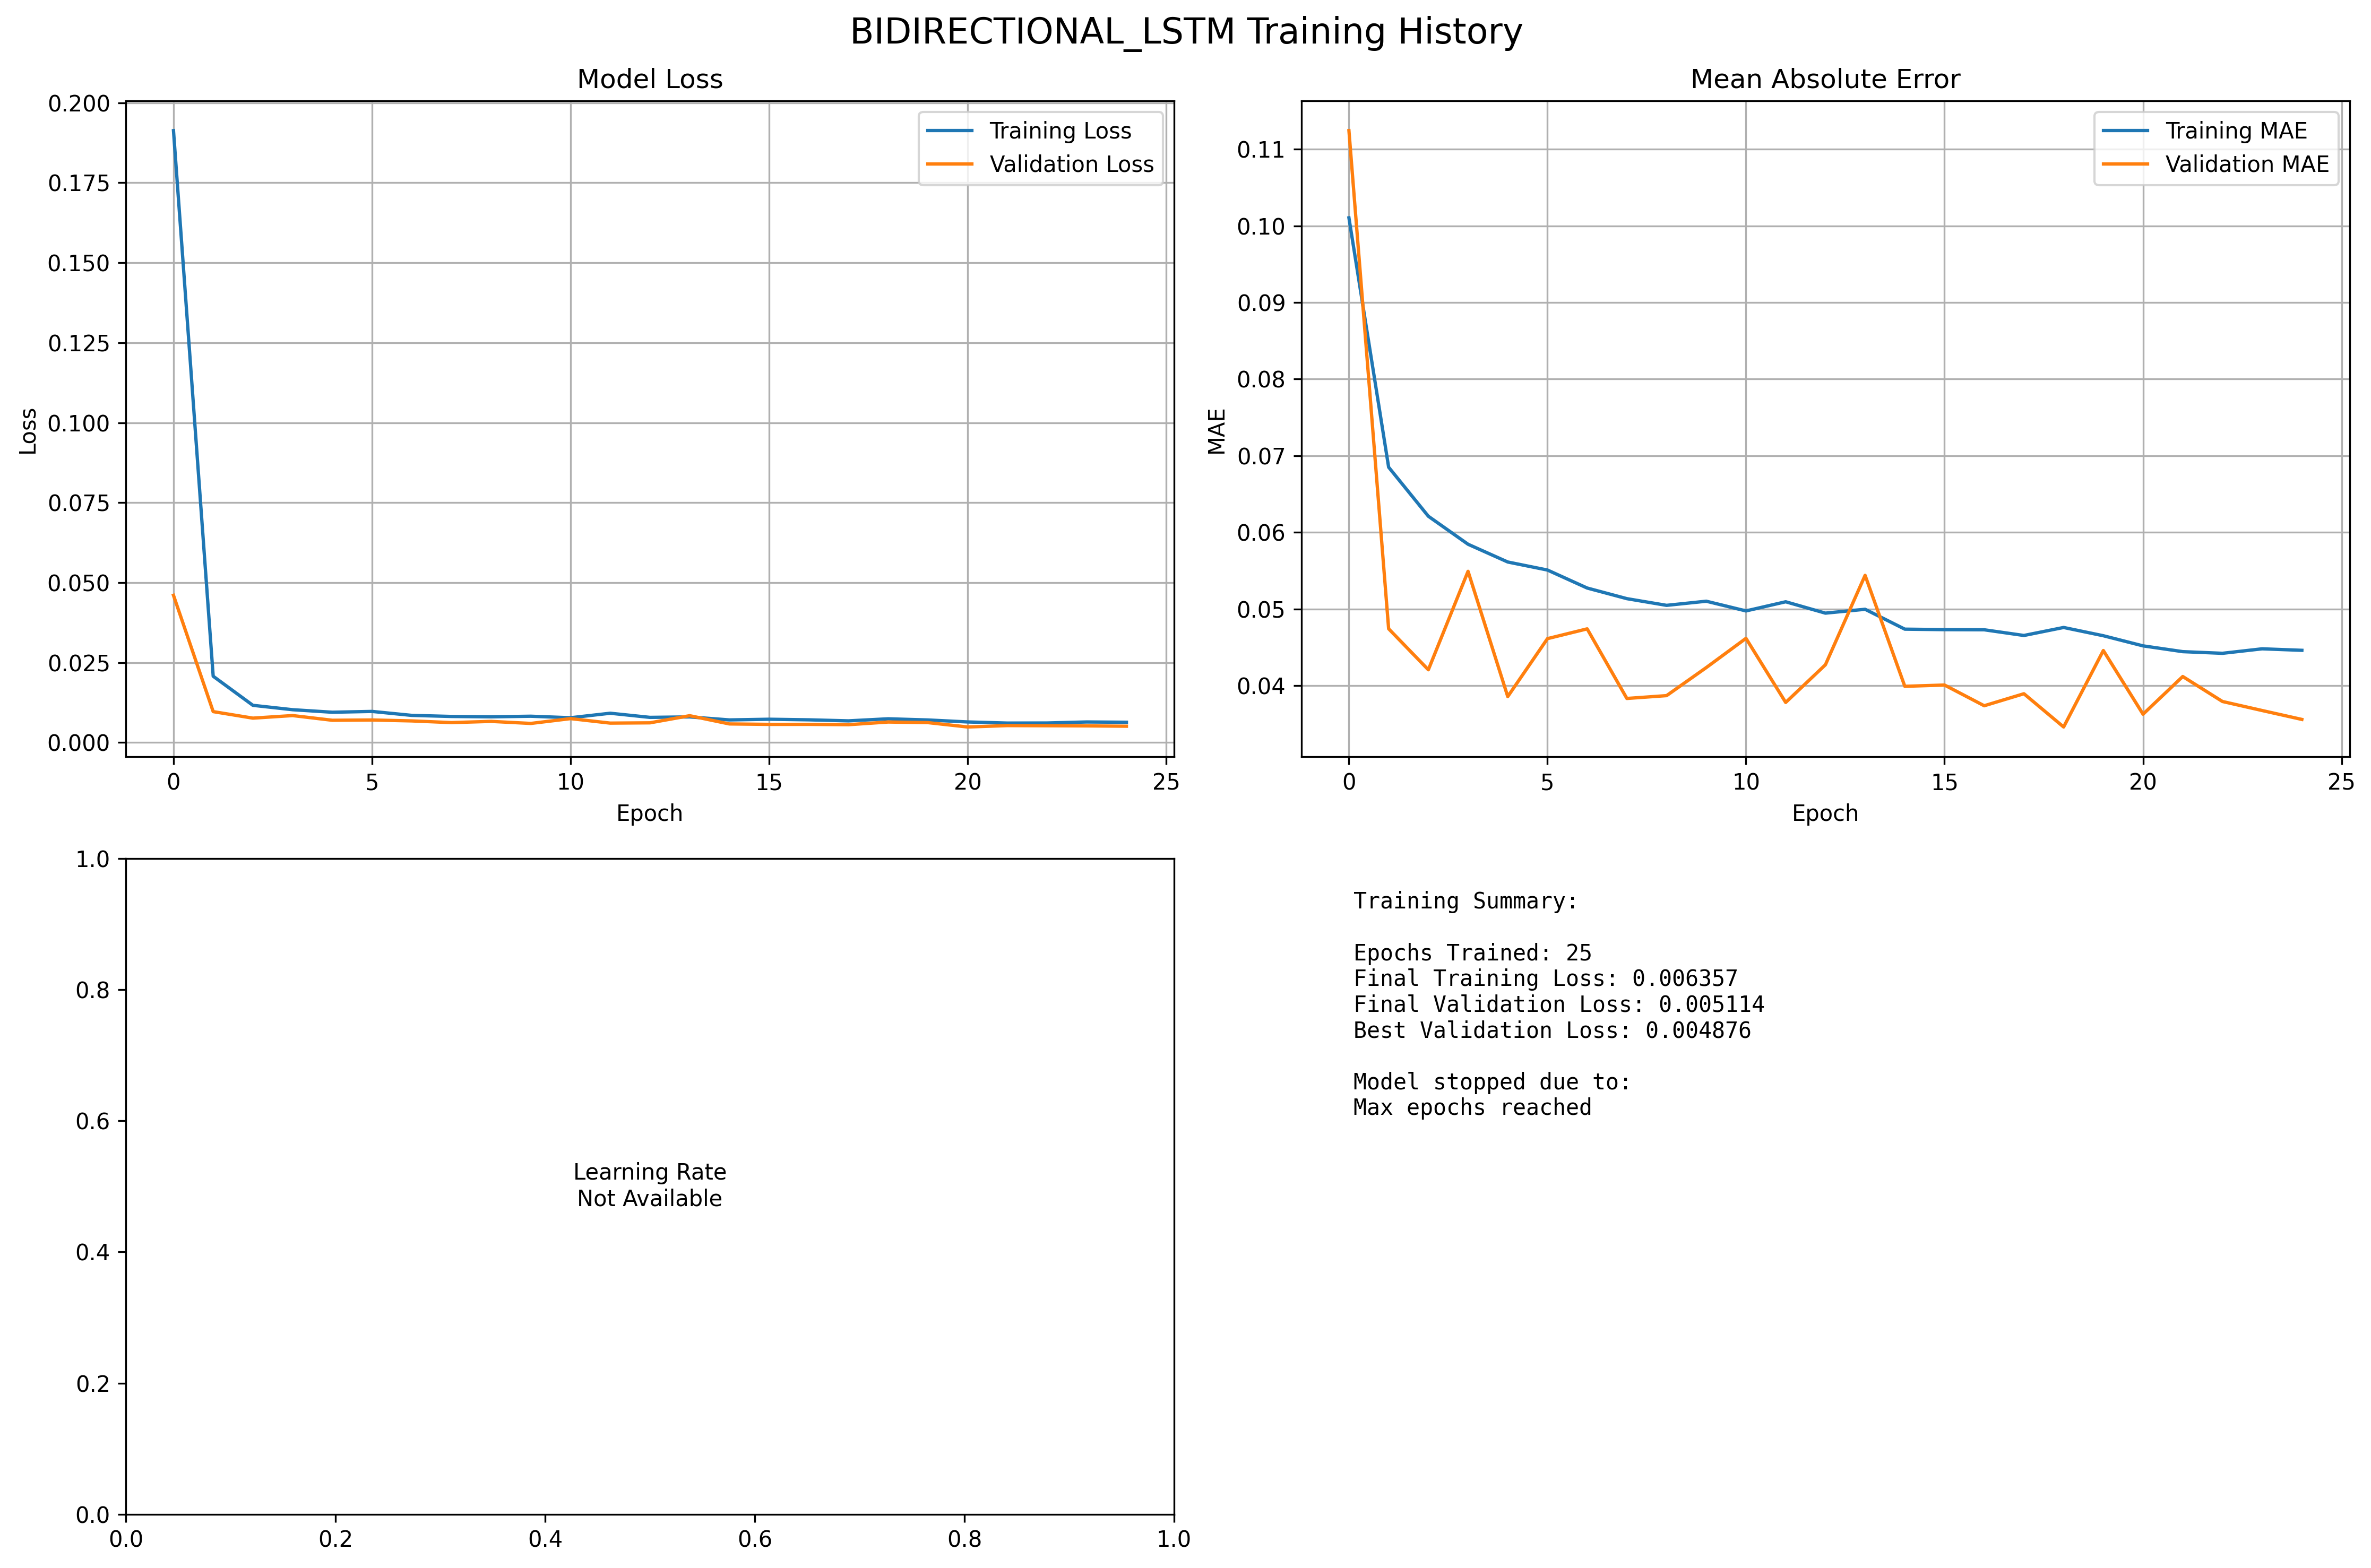 BIDIRECTIONAL_LSTM Training History
Model Loss
0.200
0.175
0.150
0.125
0.100
0.075
0.050
0.025
0.000
Loss
Training Loss
Validation Loss
0
5
10
15
20
25
Epoch
Mean Absolute Error
0.11
0.10
0.09
0.08
0.07
0.06
0.05
0.04
MAE
Training MAE
Validation MAE
0
5
10
15
20
25
Epoch
1.0
0.8
0.6
0.4
0.2
0.0
Learning Rate
Not Available
0.0
0.2
0.4
0.6
0.8
1.0
Training Summary:
Epochs Trained: 25
Final Training Loss: 0.006357
Final Validation Loss: 0.005114
Best Validation Loss: 0.004876
Model stopped due to:
Max epochs reached